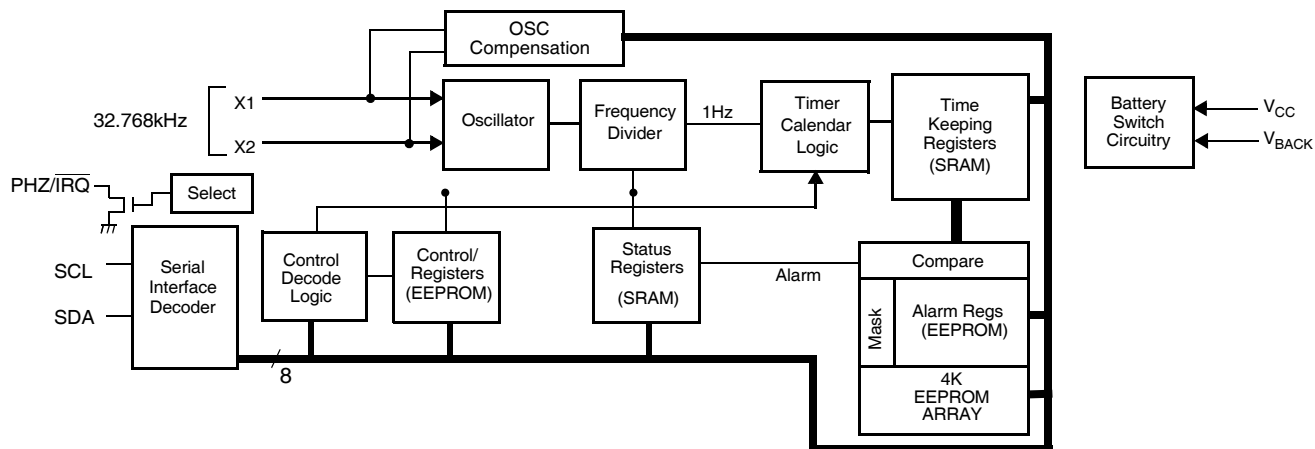 OSC
Compensation
32.768kHz
X1
X2
Oscillator
Frequency
Divider
1Hz
Timer
Calendar
Logic
Time
Keeping
Registers
(SRAM)
Battery
Switch
Circuitry
VCC
VBACK
PHZ/IRQ
Select
SCL
SDA
Serial
Interface
Decoder
Control
Decode
Logic
Control/
Registers
(EEPROM)
Status
Registers
(SRAM)
Alarm
Compare
Mask
Alarm Regs
(EEPROM)
4K
EEPROM
ARRAY
8